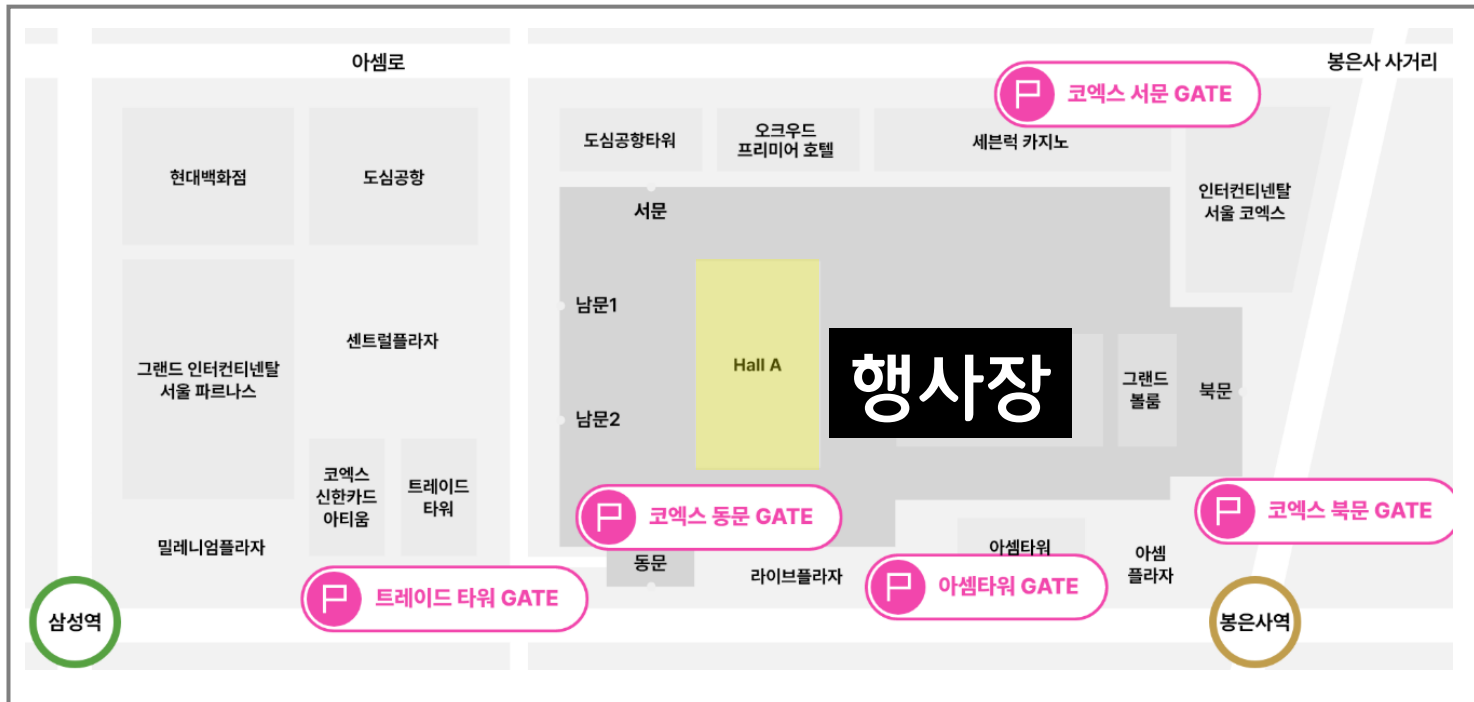 아셈로
봉은사 사거리
코엑스 서문 GATE
도심공항타워
오크우드
프리미어 호텔
세븐럭 카지노
현대백화점
도심공항
인터컨티넨탈
서울 코엑스
서문
남문1
센트럴플라자
그랜드 인터컨티넨탈
서울 파르나스
Hall A
행사장
그랜드
볼룸
북문
남문2
코엑스
신한카드
아티움
트레이드
타워
코엑스 동문 GATE
코엑스 북문 GATE
밀레니엄플라자
동문
라이브플라자
아셈타워
아셈
플라자
트레이드 타워 GATE
아셈타워 GATE
삼성역
봉은사역